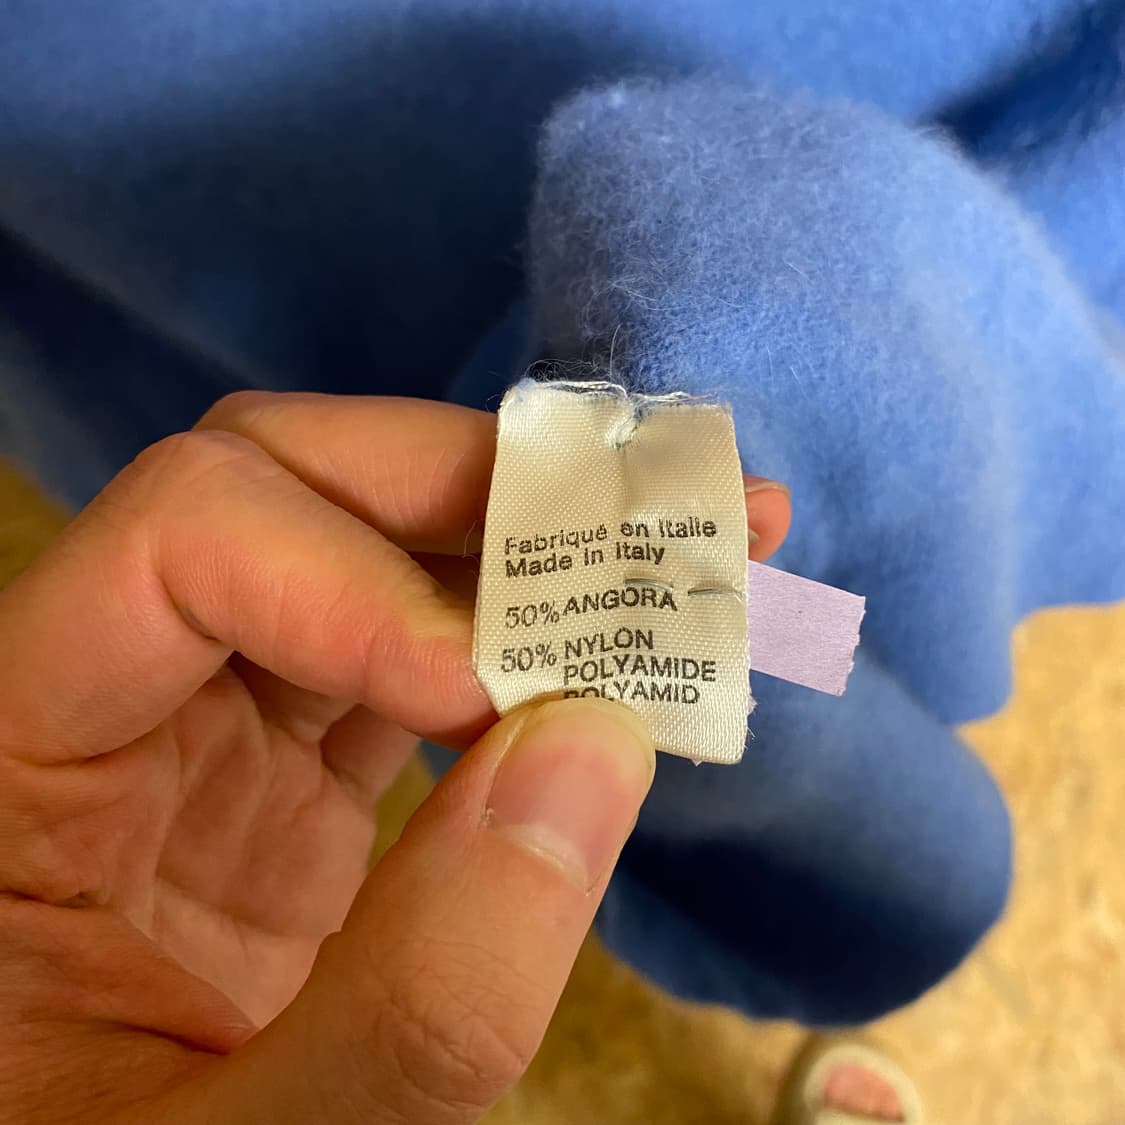 Fabriqué en Italie
Made in Italy
50% ANGORA
50% NYLON
POLYAMIDE
POLYAMID